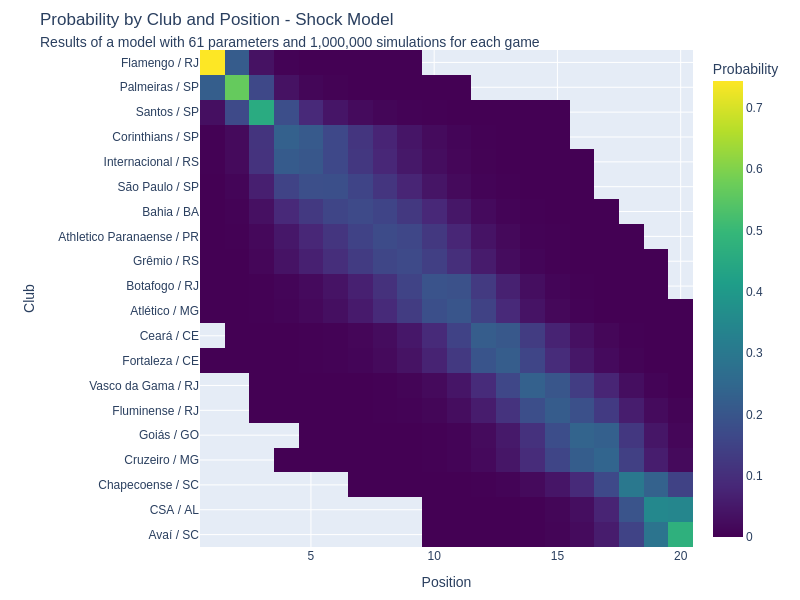 Probability by Club and Position - Shock Model
Results of a model with 61 parameters and 1,000,000 simulations for each game
Probability
Club
Flamengo / RJ
Palmeiras / SP
Santos / SP
Corinthians / SP
Internacional / RS
São Paulo / SP
Bahia / BA
Athletico Paranaense / PR
Grêmio / RS
Botafogo / RJ
Atlético / MG
Ceará / CE
Fortaleza / CE
Vasco da Gama / RJ
Fluminense / RJ
Goiás / GO
Cruzeiro / MG
Chapecoense / SC
CSA / AL
Avaí / SC
0.7
0.6
0.5
0.4
0.3
0.2
0.1
0
5
10
15
20
Position